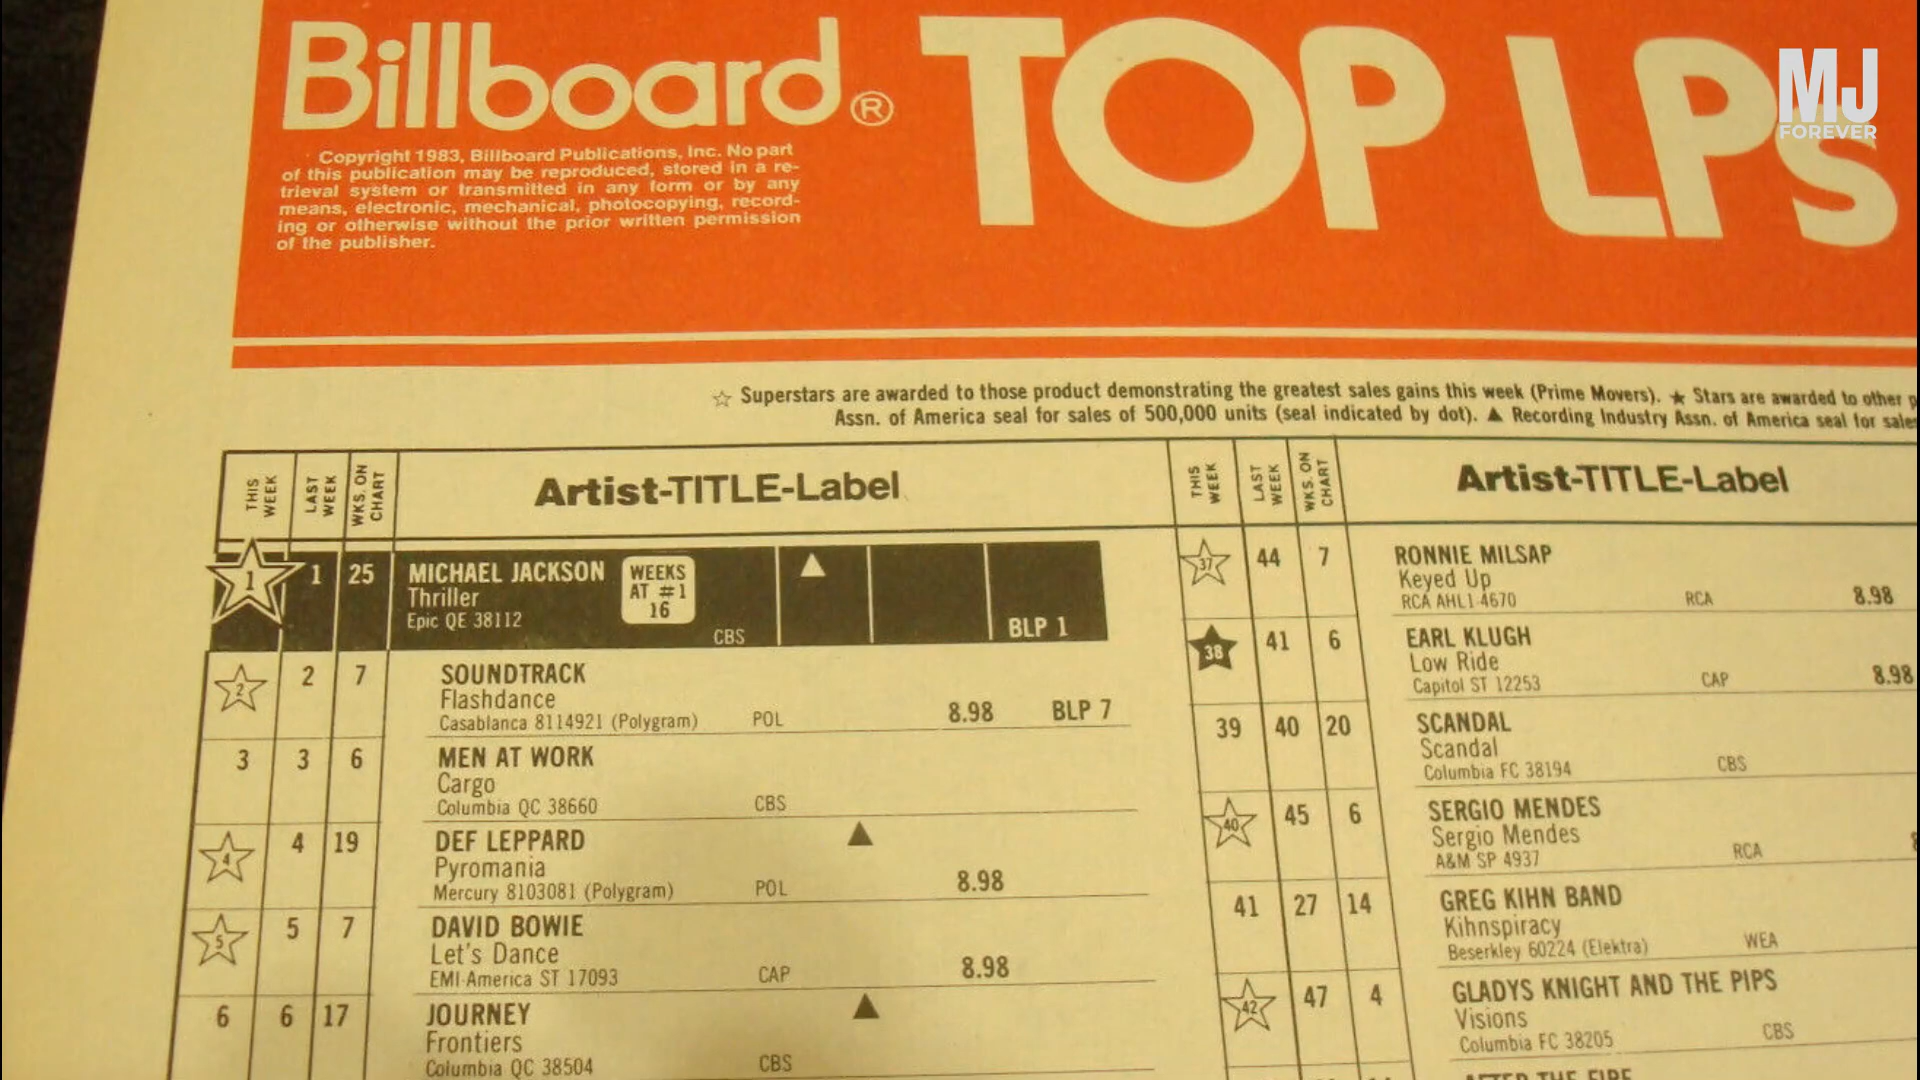 Billboard®
TOP LPs
MJ
FOREVER
Copyright 1983, Billboard Publications, Inc. No part
of this publication may be reproduced, stored in a re-
trieval system or transmitted in any form or by any
means, electronic, mechanical, photocopying, record-
ing or otherwise without the prior written permission
of the publisher.
☆ Superstars are awarded to those product demonstrating the greatest sales gains this week (Prime Movers). ★ Stars are awarded to other
Assn. of America seal for sales of 500,000 units (seal indicated by dot). ▲ Recording Industry Assn. of America seal for sales
THIS WEEK LAST WEEK WKS. ON CHART Artist-TITLE-Label
1 1 25 MICHAEL JACKSON WEEKS AT #1 16 ▲
Thriller
Epic QE 38112 CBS BLP 1
2 2 7 SOUNDTRACK
Flashdance
Casablanca 8114921 (Polygram) POL 8.98 BLP 7
3 3 6 MEN AT WORK
Cargo
Columbia QC 38660 CBS
4 4 19 DEF LEPPARD ▲
Pyromania
Mercury 8103081 (Polygram) POL 8.98
5 5 7 DAVID BOWIE
Let's Dance
EMI-America ST 17093 CAP 8.98
6 6 17 JOURNEY ▲
Frontiers
Columbia QC 38504 CBS
THIS WEEK LAST WEEK WKS. ON CHART Artist-TITLE-Label
37 44 7 RONNIE MILSAP
Keyed Up
RCA AHL1-4670 RCA 8.98
38 41 6 EARL KLUGH
Low Ride
Capitol ST 12253 CAP 8.98
39 40 20 SCANDAL
Scandal
Columbia FC 38194 CBS
40 45 6 SERGIO MENDES
Sergio Mendes
A&M SP 4937 RCA
41 27 14 GREG KIHN BAND
Kihnspiracy
Beserkley 60224 (Elektra) WEA
42 47 4 GLADYS KNIGHT AND THE PIPS
Visions
Columbia FC 38205 CBS
AFTER THE FIRE